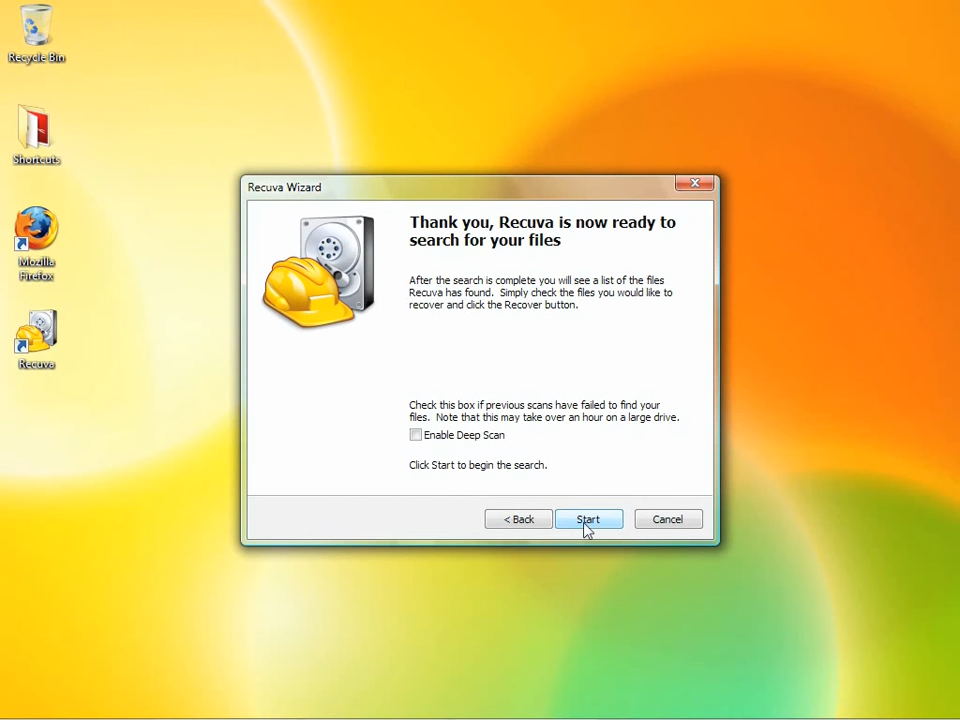 Recycle Bin
Shortcuts
Mozilla
Firefox
Recuva
Recuva Wizard
Thank you, Recuva is now ready to
search for your files
After the search is complete you will see a list of the files
Recuva has found. Simply check the files you would like to
recover and click the Recover button.
Check this box if previous scans have failed to find your
files. Note that this may take over an hour on a large drive.
Enable Deep Scan
Click Start to begin the search.
< Back
Start
Cancel